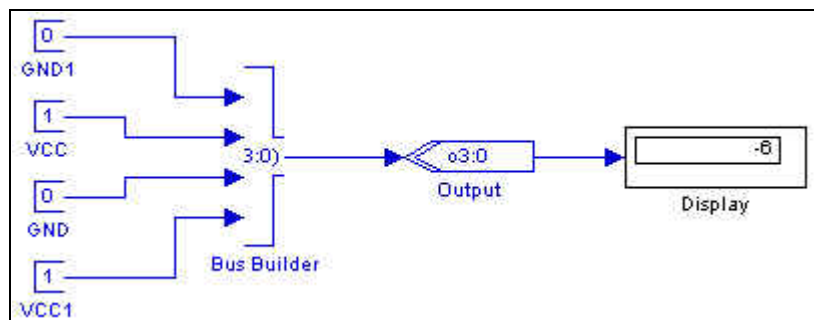 0
GND1
1
VCC
0
GND
1
VCC1
3:0)
Bus Builder
o3:0
Output
-6
Display